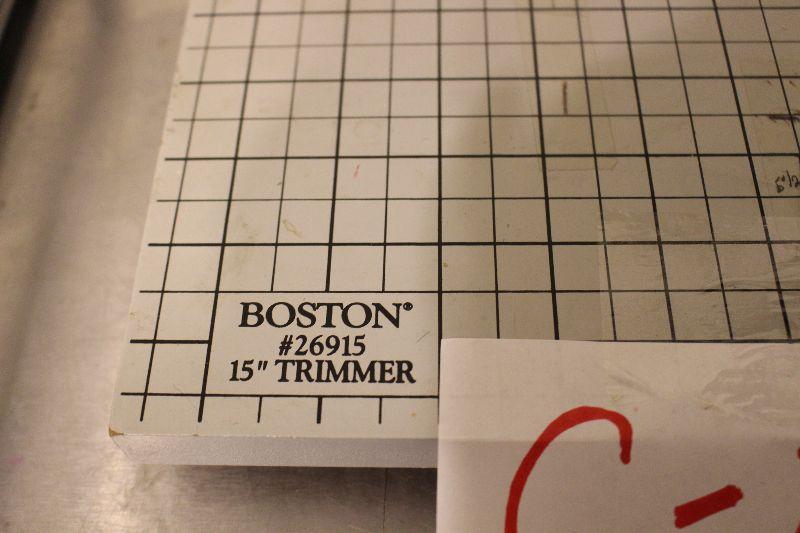 BOSTON®
#26915
15" TRIMMER
C-